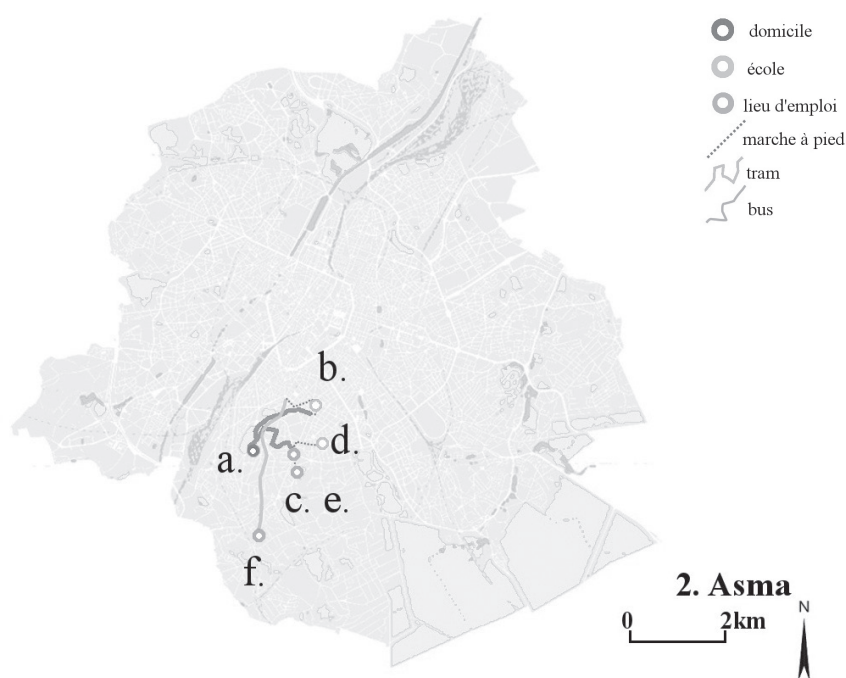 domicile
école
lieu d'emploi
marche à pied
tram
bus
b.
a.
d.
c. e.
f.
2. Asma
N
0 2km